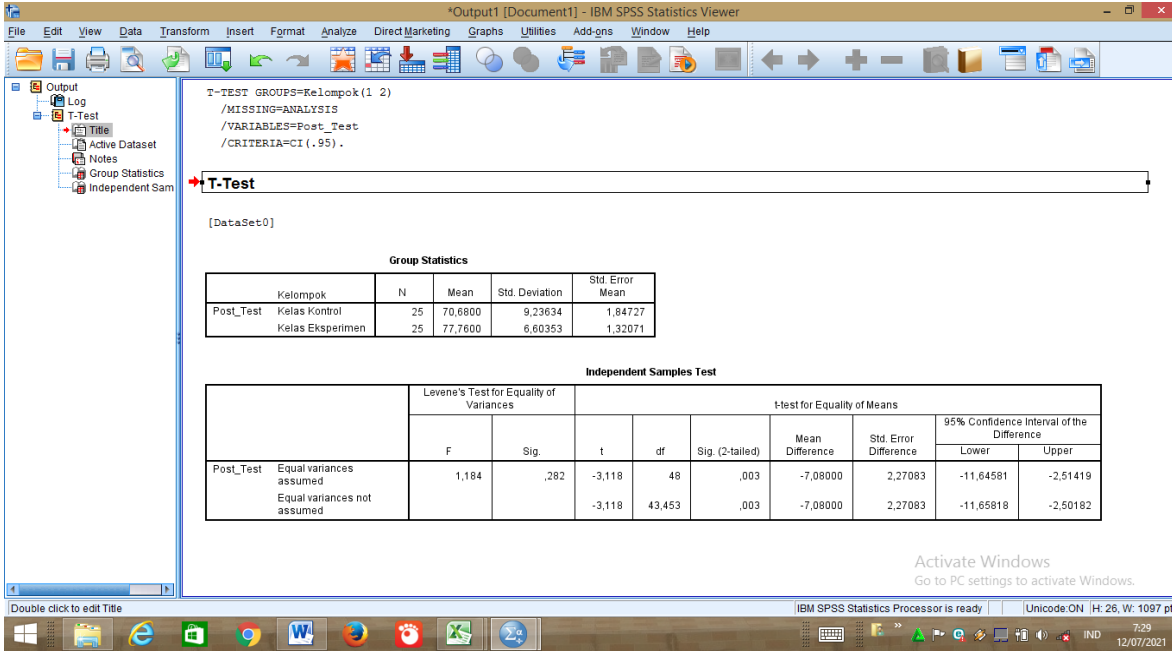 *Output1 [Document1] - IBM SPSS Statistics Viewer
File Edit View Data Transform Insert Format Analyze Direct Marketing Graphs Utilities Add-ons Window Help
Output
Log
T-Test
Title
Active Dataset
Notes
Group Statistics
Independent Sam
T-TEST GROUPS=Kelompok(1 2)
/MISSING=ANALYSIS
/VARIABLES=Post_Test
/CRITERIA=CI(.95).
T-Test
[DataSet0]
Group Statistics
Kelompok N Mean Std. Deviation Std. Error Mean
Post_Test Kelas Kontrol 25 70,6800 9,23634 1,84727
Kelas Eksperimen 25 77,7600 6,60353 1,32071
Independent Samples Test
Levene's Test for Equality of Variances t-test for Equality of Means
95% Confidence Interval of the Difference
F Sig. t df Sig. (2-tailed) Mean Difference Std. Error Difference Lower Upper
Post_Test Equal variances assumed 1,184 ,282 -3,118 48 ,003 -7,08000 2,27083 -11,64581 -2,51419
Equal variances not assumed -3,118 43,453 ,003 -7,08000 2,27083 -11,65818 -2,50182
Activate Windows
Go to PC settings to activate Windows.
Double click to edit Title IBM SPSS Statistics Processor is ready Unicode:ON H: 26, W: 1097 pt
IND 7:29
12/07/2021